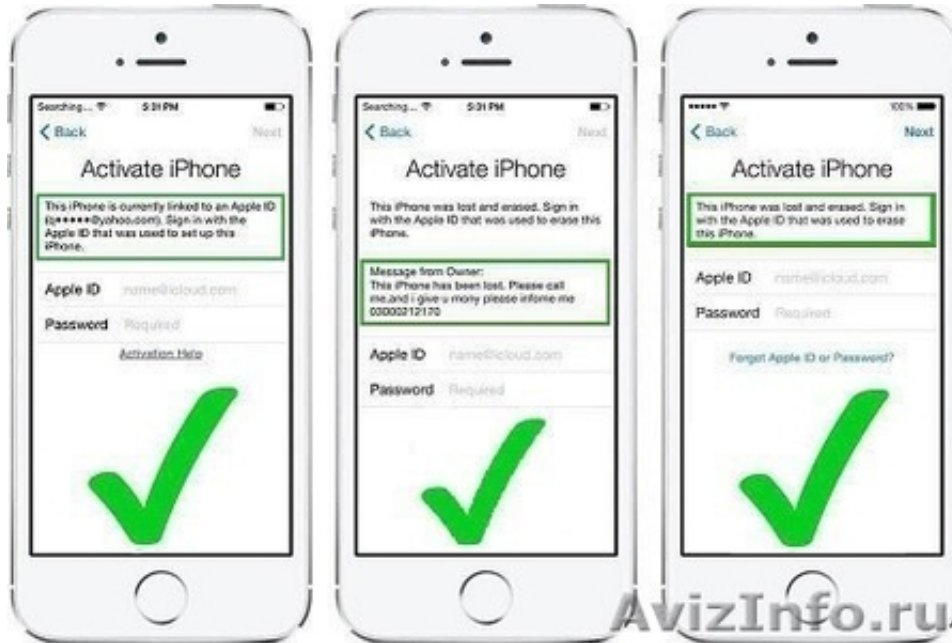 Searching... 5:31 PM
Back Next
Activate iPhone
This iPhone is currently linked to an Apple ID
(q•••••@yahoo.com). Sign in with the
Apple ID that was used to set up this
iPhone.
Apple ID name@icloud.com
Password Required
Activation Help
Searching... 5:31 PM
Back Next
Activate iPhone
This iPhone was lost and erased. Sign in
with the Apple ID that was used to erase this
iPhone.
Message from Owner:
This iPhone has been lost. Please call
me.and i give u mony please infome me
03000212170
Apple ID name@icloud.com
Password Required
100%
Back Next
Activate iPhone
This iPhone was lost and erased. Sign in
with the Apple ID that was used to erase
this iPhone.
Apple ID name@icloud.com
Password Required
Forgot Apple ID or Password?
AvizInfo.ru